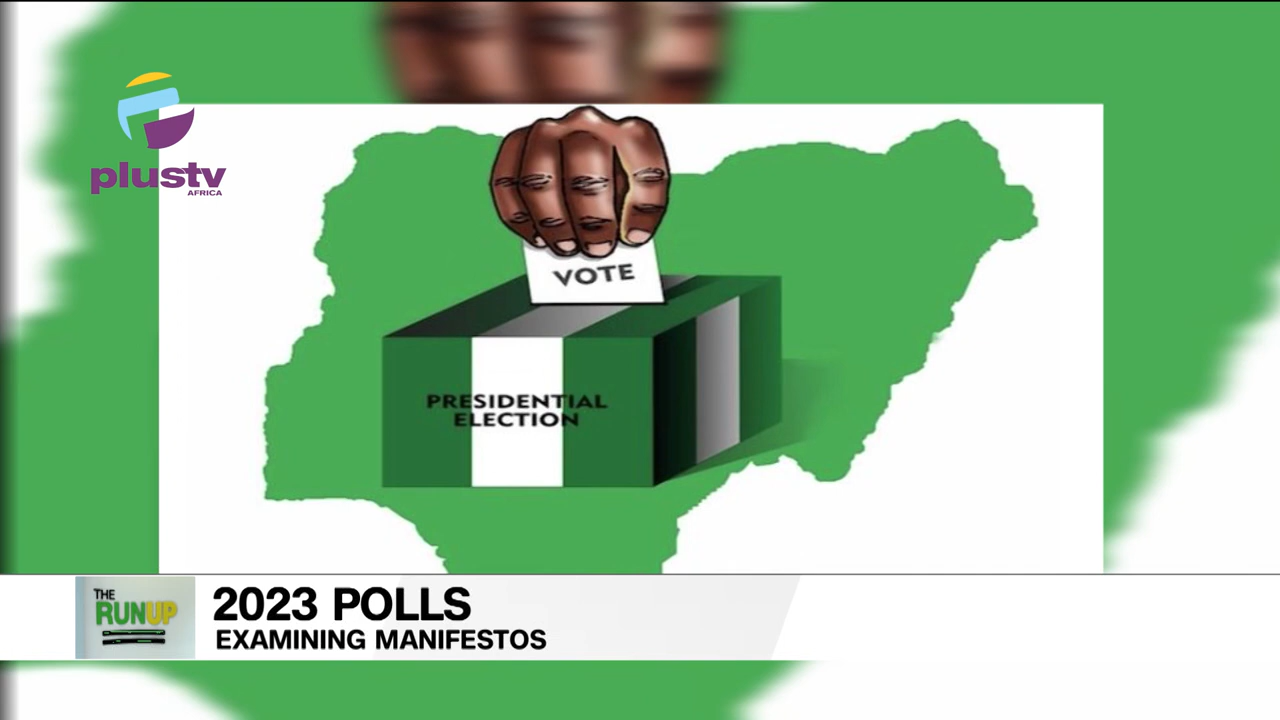 plustv
AFRICA
VOTE
PRESIDENTIAL
ELECTION
THE
RUNUP
2023 POLLS
EXAMINING MANIFESTOS